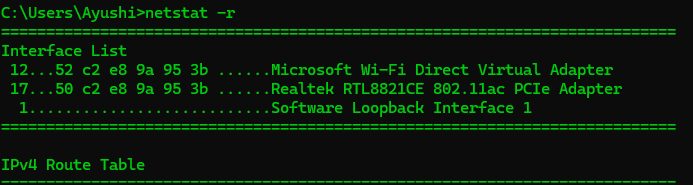 C:\Users\Ayushi>netstat -r
===========================================================================
Interface List
 12...52 c2 e8 9a 95 3b ......Microsoft Wi-Fi Direct Virtual Adapter
 17...50 c2 e8 9a 95 3b ......Realtek RTL8821CE 802.11ac PCIe Adapter
  1...........................Software Loopback Interface 1
===========================================================================

IPv4 Route Table
===========================================================================